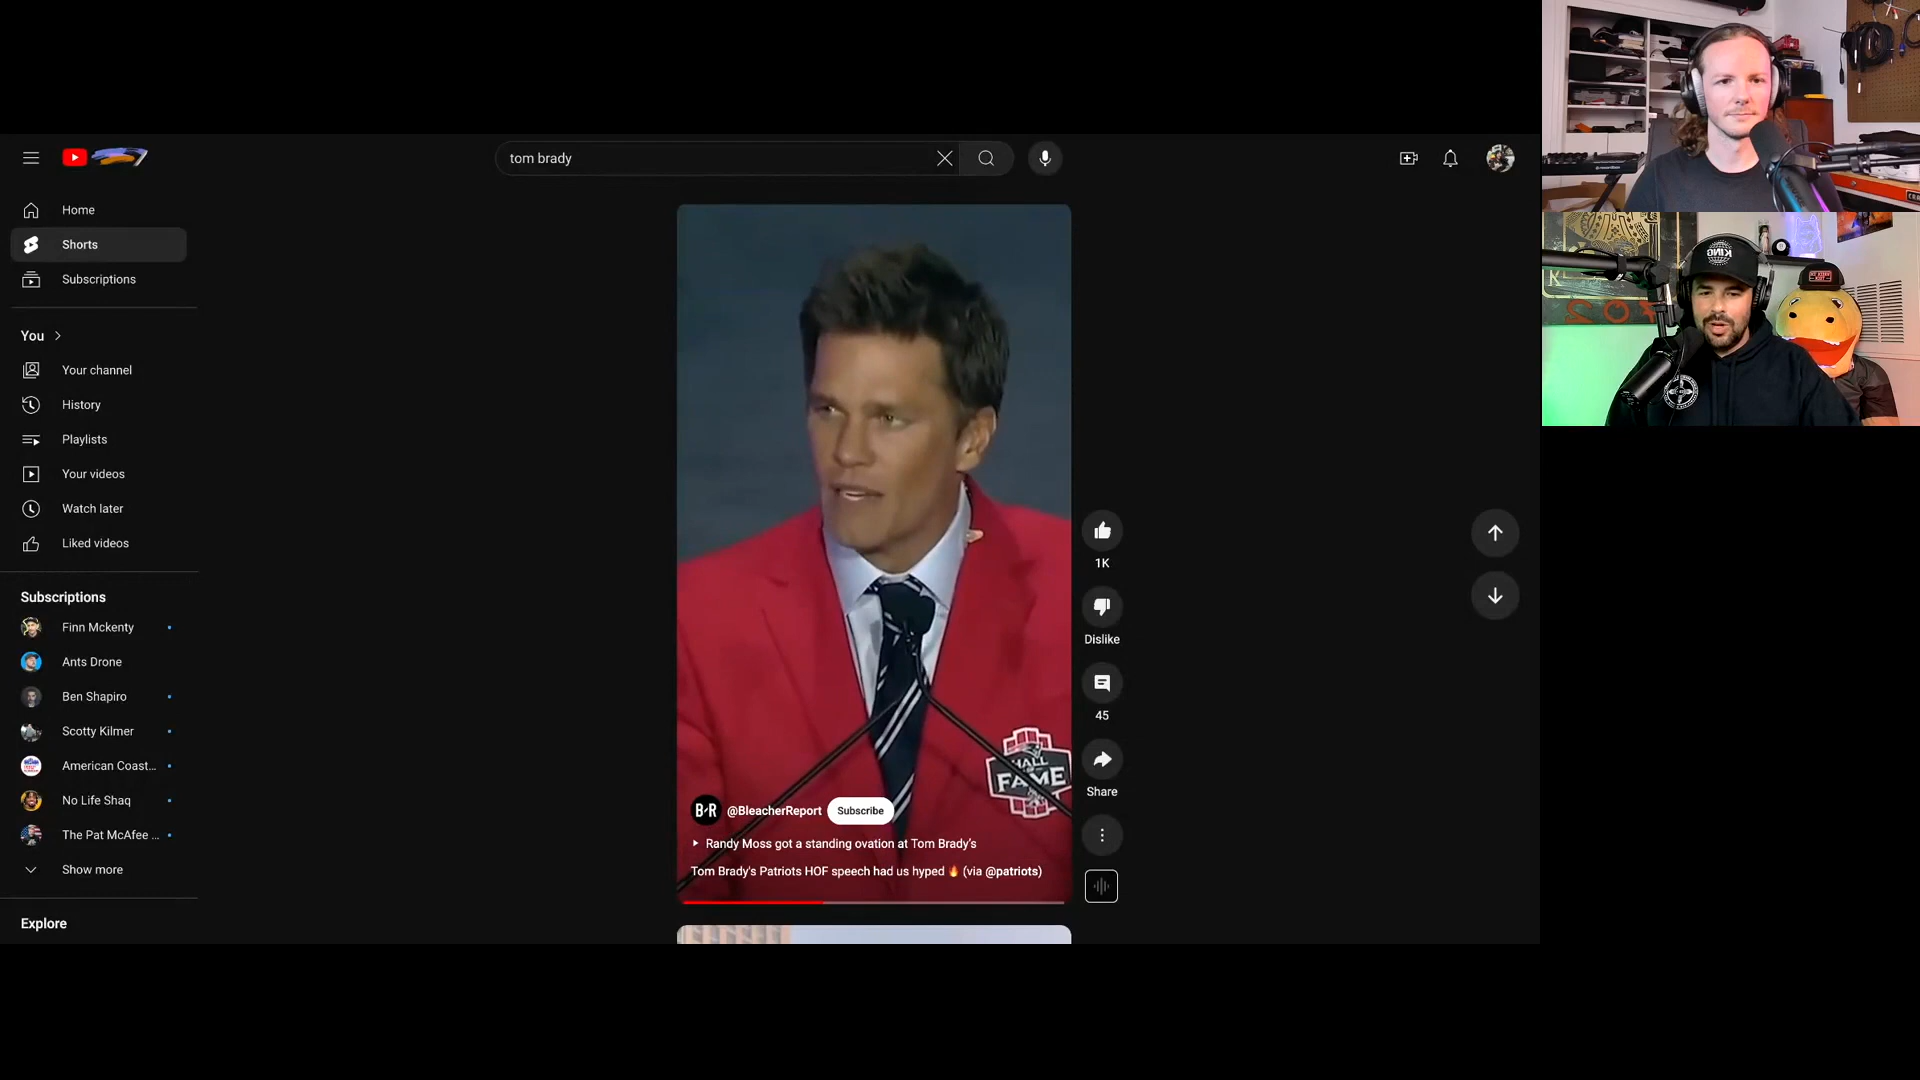 tom brady
Home
Shorts
Subscriptions
You
Your channel
History
Playlists
Your videos
Watch later
Liked videos
Subscriptions
Finn Mckenty
Ants Drone
Ben Shapiro
Scotty Kilmer
American Coast...
No Life Shaq
The Pat McAfee ...
Show more
Explore
HALL
OF
FAME
B/R @BleacherReport Subscribe
Randy Moss got a standing ovation at Tom Brady's
Tom Brady's Patriots HOF speech had us hyped 🔥 (via @patriots)
1K
Dislike
45
Share
KING
702